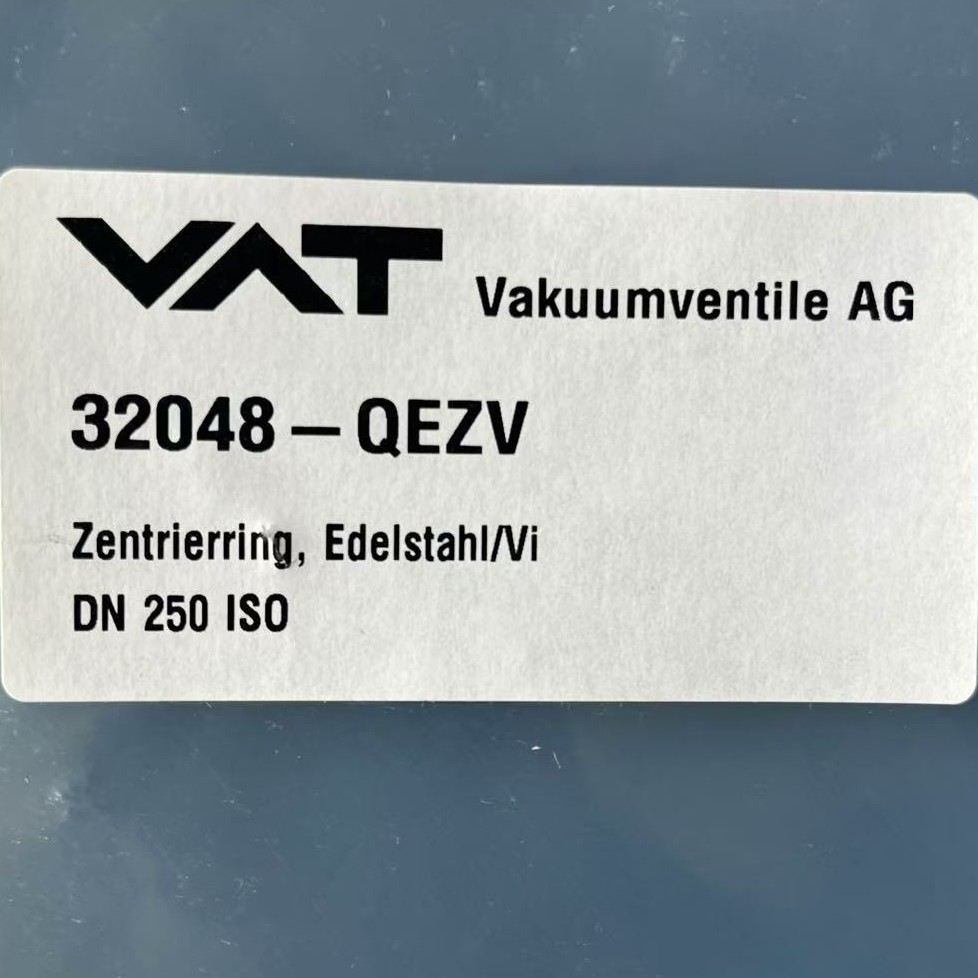 VAT Vakuumventile AG
32048-QEZV
Zentrierring, Edelstahl/Vi
DN 250 ISO